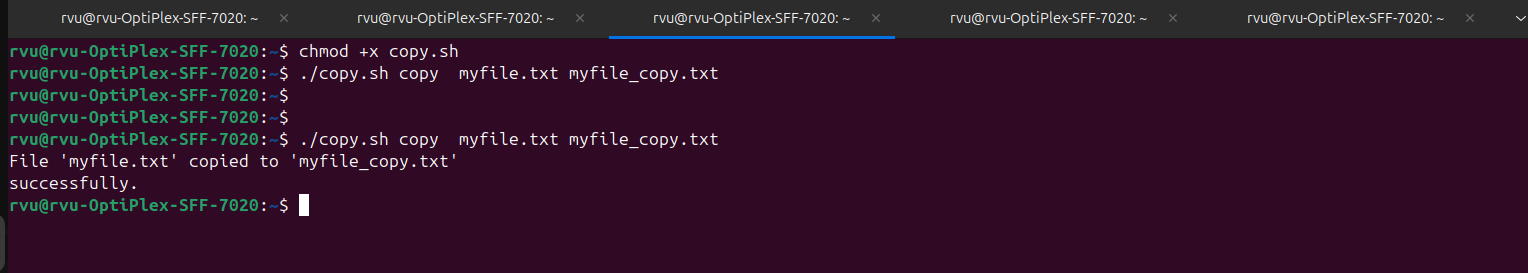 rvu@rvu-OptiPlex-SFF-7020: ~ × rvu@rvu-OptiPlex-SFF-7020: ~ × rvu@rvu-OptiPlex-SFF-7020: ~ × rvu@rvu-OptiPlex-SFF-7020: ~ × rvu@rvu-OptiPlex-SFF-7020: ~ ×
rvu@rvu-OptiPlex-SFF-7020:~$ chmod +x copy.sh
rvu@rvu-OptiPlex-SFF-7020:~$ ./copy.sh copy  myfile.txt myfile_copy.txt
rvu@rvu-OptiPlex-SFF-7020:~$
rvu@rvu-OptiPlex-SFF-7020:~$
rvu@rvu-OptiPlex-SFF-7020:~$ ./copy.sh copy  myfile.txt myfile_copy.txt
File 'myfile.txt' copied to 'myfile_copy.txt'
successfully.
rvu@rvu-OptiPlex-SFF-7020:~$